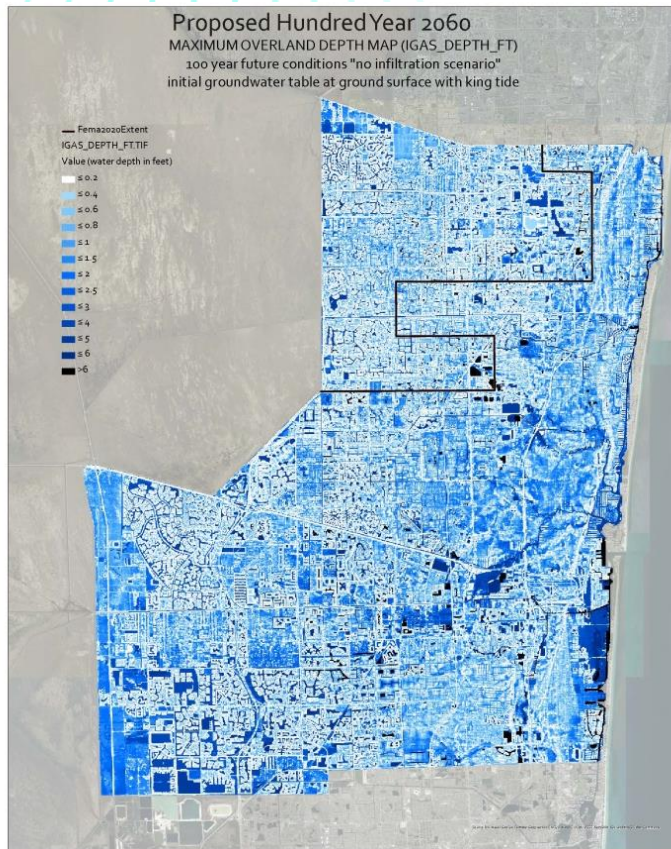 Proposed Hundred Year 2060
MAXIMUM OVERLAND DEPTH MAP (IGAS_DEPTH_FT)
100 year future conditions "no infiltration scenario"
initial groundwater table at ground surface with king tide
Fema2020Extent
IGAS_DEPTH_FT.TIF
Value (water depth in feet)
≤ 0.2
≤ 0.4
≤ 0.6
≤ 0.8
≤ 1
≤ 1.5
≤ 2
≤ 2.5
≤ 3
≤ 4
≤ 5
≤ 6
>6